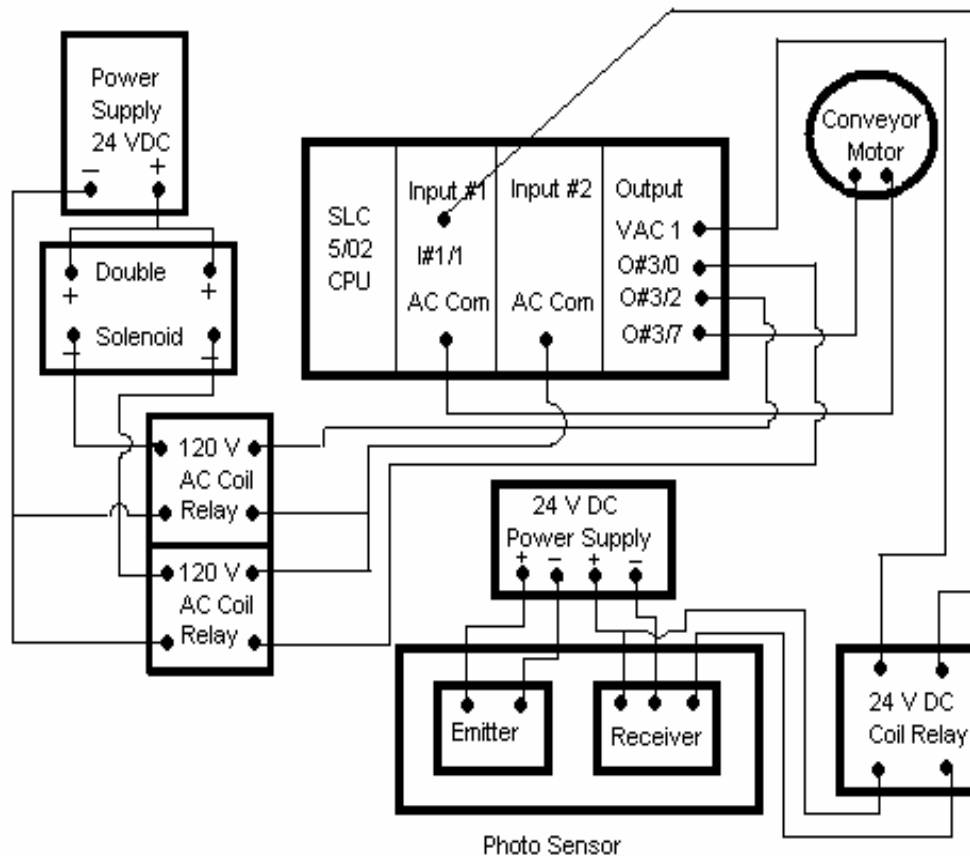 Power
Supply
24 VDC
− +
Double
+ +
Solenoid
− −
SLC
5/02
CPU
Input #1
I#1/1
AC Com
Input #2
AC Com
Output
VAC 1
O#3/0
O#3/2
O#3/7
Conveyor
Motor
120 V
AC Coil
Relay
120 V
AC Coil
Relay
24 V DC
Power Supply
+ − + −
Emitter
Receiver
Photo Sensor
24 V DC
Coil Relay